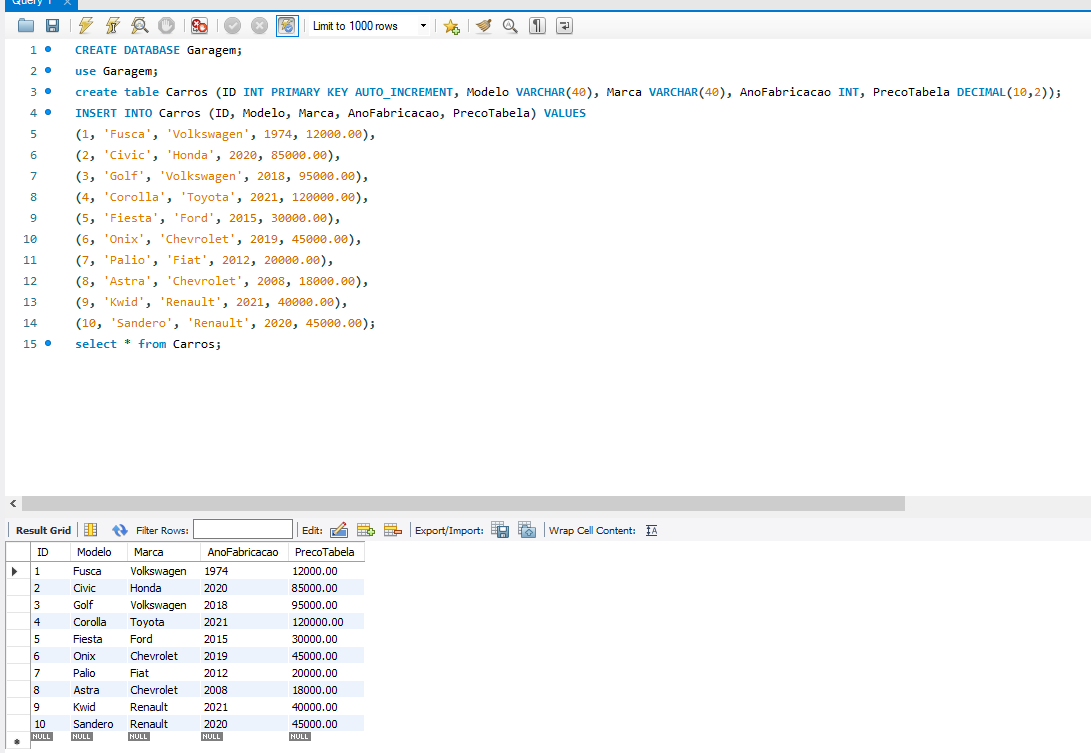 Query 1
Limit to 1000 rows
1 CREATE DATABASE Garagem;
2 use Garagem;
3 create table Carros (ID INT PRIMARY KEY AUTO_INCREMENT, Modelo VARCHAR(40), Marca VARCHAR(40), AnoFabricacao INT, PrecoTabela DECIMAL(10,2));
4 INSERT INTO Carros (ID, Modelo, Marca, AnoFabricacao, PrecoTabela) VALUES
5 (1, 'Fusca', 'Volkswagen', 1974, 12000.00),
6 (2, 'Civic', 'Honda', 2020, 85000.00),
7 (3, 'Golf', 'Volkswagen', 2018, 95000.00),
8 (4, 'Corolla', 'Toyota', 2021, 120000.00),
9 (5, 'Fiesta', 'Ford', 2015, 30000.00),
10 (6, 'Onix', 'Chevrolet', 2019, 45000.00),
11 (7, 'Palio', 'Fiat', 2012, 20000.00),
12 (8, 'Astra', 'Chevrolet', 2008, 18000.00),
13 (9, 'Kwid', 'Renault', 2021, 40000.00),
14 (10, 'Sandero', 'Renault', 2020, 45000.00);
15 select * from Carros;
Result Grid Filter Rows: Edit: Export/Import: Wrap Cell Content:
ID Modelo Marca AnoFabricacao PrecoTabela
1 Fusca Volkswagen 1974 12000.00
2 Civic Honda 2020 85000.00
3 Golf Volkswagen 2018 95000.00
4 Corolla Toyota 2021 120000.00
5 Fiesta Ford 2015 30000.00
6 Onix Chevrolet 2019 45000.00
7 Palio Fiat 2012 20000.00
8 Astra Chevrolet 2008 18000.00
9 Kwid Renault 2021 40000.00
10 Sandero Renault 2020 45000.00
NULL NULL NULL NULL NULL